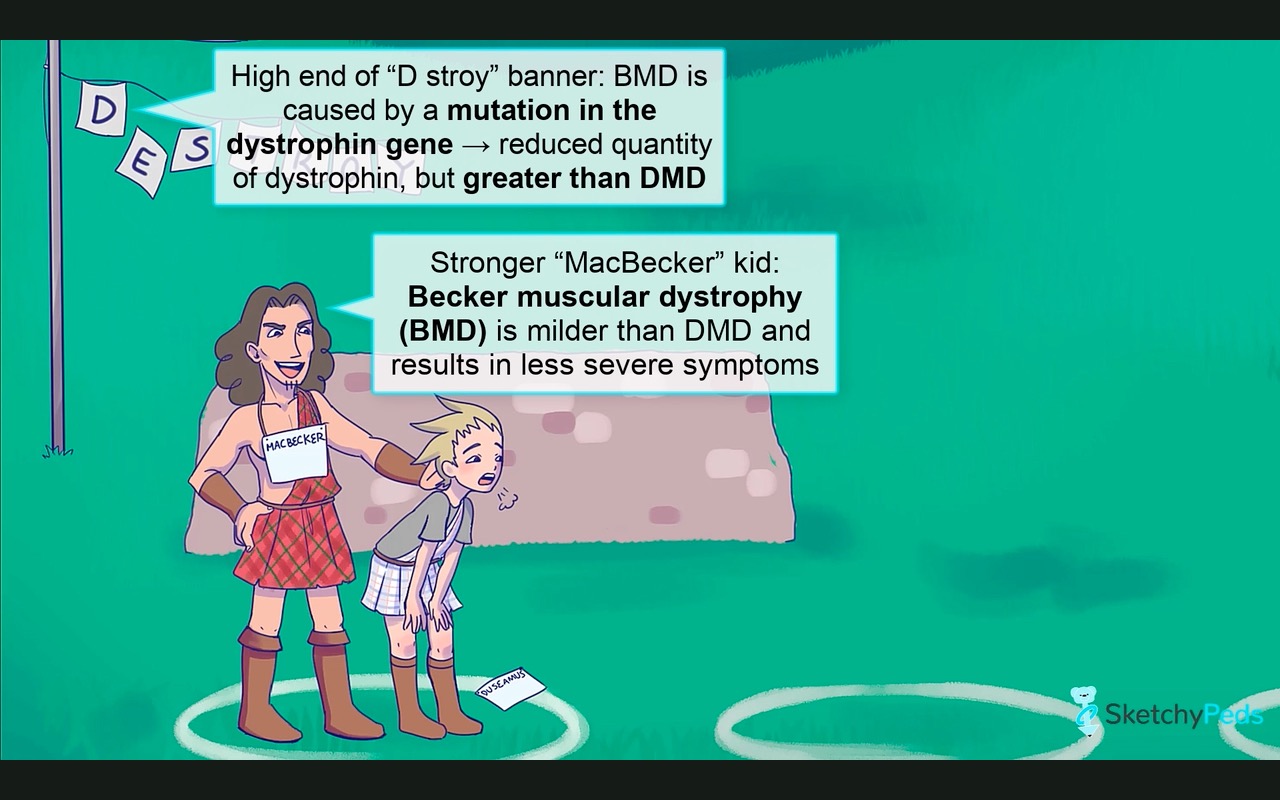 High end of “D stroy” banner: BMD is
caused by a mutation in the
dystrophin gene → reduced quantity
of dystrophin, but greater than DMD
D
E
S
T
R
O
Y
Stronger “MacBecker” kid:
Becker muscular dystrophy
(BMD) is milder than DMD and
results in less severe symptoms
MACBECKER
DUSEAMUS
SketchyPeds